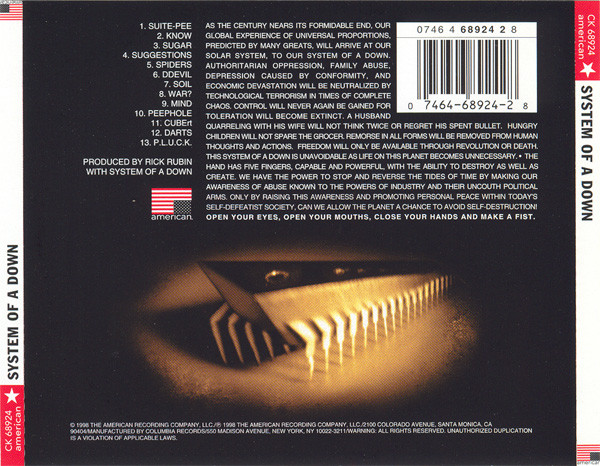 1. SUITE-PEE
2. KNOW
3. SUGAR
4. SUGGESTIONS
5. SPIDERS
6. DDEVIL
7. SOIL
8. WAR?
9. MIND
10. PEEPHOLE
11. CUBErt
12. DARTS
13. P.L.U.C.K.
PRODUCED BY RICK RUBIN
WITH SYSTEM OF A DOWN
american.
AS THE CENTURY NEARS ITS FORMIDABLE END, OUR
GLOBAL EXPERIENCE OF UNIVERSAL PROPORTIONS,
PREDICTED BY MANY GREATS, WILL ARRIVE AT OUR
SOLAR SYSTEM, TO OUR SYSTEM OF A DOWN.
AUTHORITARIAN OPPRESSION, FAMILY ABUSE,
DEPRESSION CAUSED BY CONFORMITY, AND
ECONOMIC DEVASTATION WILL BE NEUTRALIZED BY
TECHNOLOGICAL TERRORISM IN TIMES OF COMPLETE
CHAOS. CONTROL WILL NEVER AGAIN BE GAINED FOR
TOLERATION WILL BECOME EXTINCT. A HUSBAND
QUARRELING WITH HIS WIFE WILL NOT THINK TWICE OR REGRET HIS SPENT BULLET. HUNGRY
CHILDREN WILL NOT SPARE THE GROCER. REMORSE IN ALL FORMS WILL BE REMOVED FROM HUMAN
THOUGHTS AND ACTIONS. FREEDOM WILL ONLY BE AVAILABLE THROUGH REVOLUTION OR DEATH.
THIS SYSTEM OF A DOWN IS UNAVOIDABLE AS LIFE ON THIS PLANET BECOMES UNNECESSARY. • THE
HAND HAS FIVE FINGERS, CAPABLE AND POWERFUL, WITH THE ABILITY TO DESTROY AS WELL AS
CREATE. WE HAVE THE POWER TO STOP AND REVERSE THE TIDES OF TIME BY MAKING OUR
AWARENESS OF ABUSE KNOWN TO THE POWERS OF INDUSTRY AND THEIR UNCOUTH POLITICAL
ARMS. ONLY BY RAISING THIS AWARENESS AND PROMOTING PERSONAL PEACE WITHIN TODAY'S
SELF-DEFEATIST SOCIETY, CAN WE ALLOW THE PLANET A CHANCE TO AVOID SELF-DESTRUCTION!
OPEN YOUR EYES, OPEN YOUR MOUTHS, CLOSE YOUR HANDS AND MAKE A FIST.
0746 4 68924 2 8
0 7464-68924-2 8
© 1998 THE AMERICAN RECORDING COMPANY, LLC./℗ 1998 THE AMERICAN RECORDING COMPANY, LLC./2100 COLORADO AVENUE, SANTA MONICA, CA
90404/MANUFACTURED BY COLUMBIA RECORDS/550 MADISON AVENUE, NEW YORK, NY 10022-3211/WARNING: ALL RIGHTS RESERVED. UNAUTHORIZED DUPLICATION
IS A VIOLATION OF APPLICABLE LAWS.
CK 68924
american
SYSTEM OF A DOWN
CK 68924
american
SYSTEM OF A DOWN